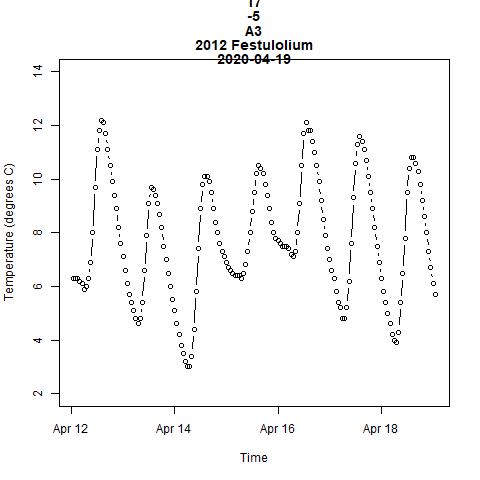 17
-5
A3
2012 Festulolium
2020-04-19
14
12
10
8
6
4
2
Temperature (degrees C)
Apr 12
Apr 14
Apr 16
Apr 18
Time